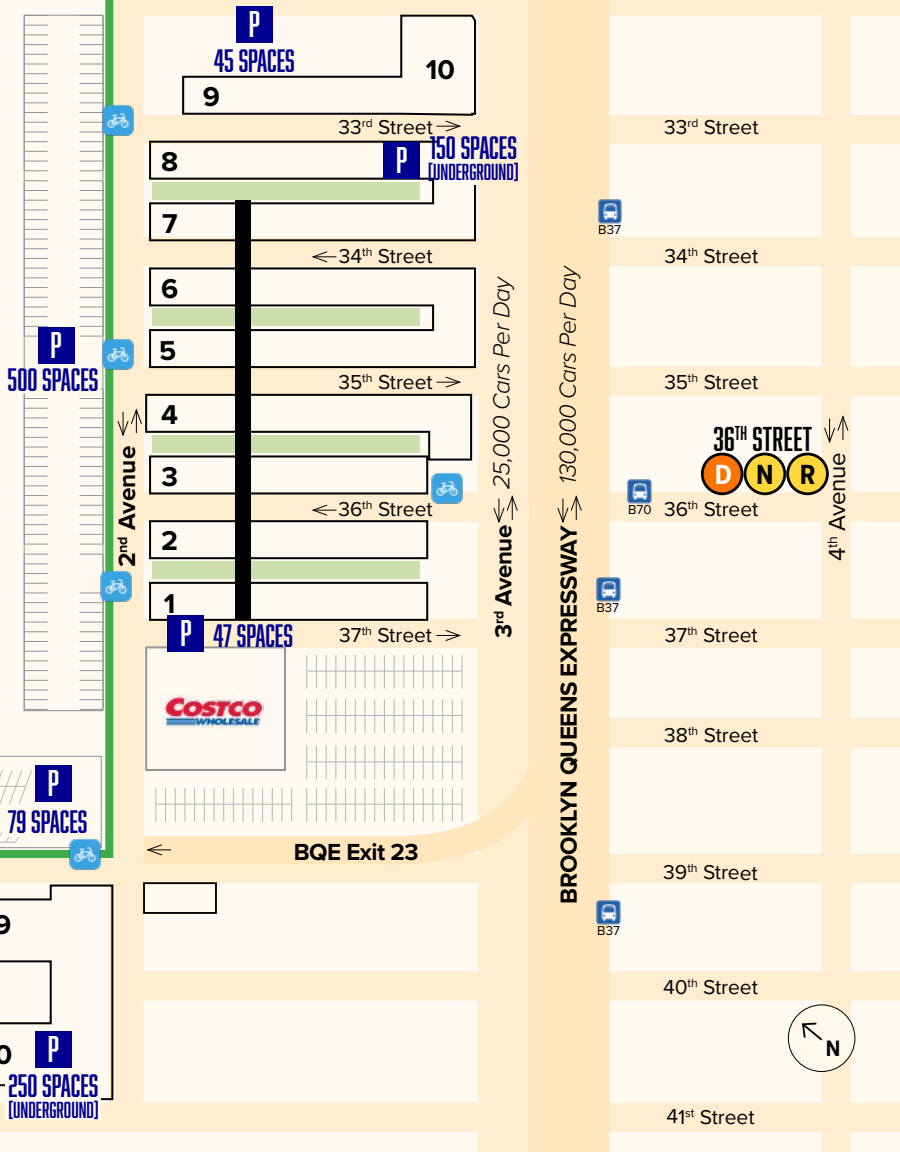 P
45 SPACES
10
9
33rd Street
33rd Street
8
P
150 SPACES
[UNDERGROUND]
7
B37
34th Street
34th Street
6
25,000 Cars Per Day
130,000 Cars Per Day
P
500 SPACES
5
35th Street
35th Street
4
2nd Avenue
36TH STREET
D N R
4th Avenue
3
B70
36th Street
36th Street
2
3rd Avenue
BROOKLYN QUEENS EXPRESSWAY
B37
1
P
47 SPACES
37th Street
37th Street
COSTCO
WHOLESALE
38th Street
P
79 SPACES
BQE Exit 23
39th Street
9
B37
40th Street
N
0
P
250 SPACES
[UNDERGROUND]
41st Street